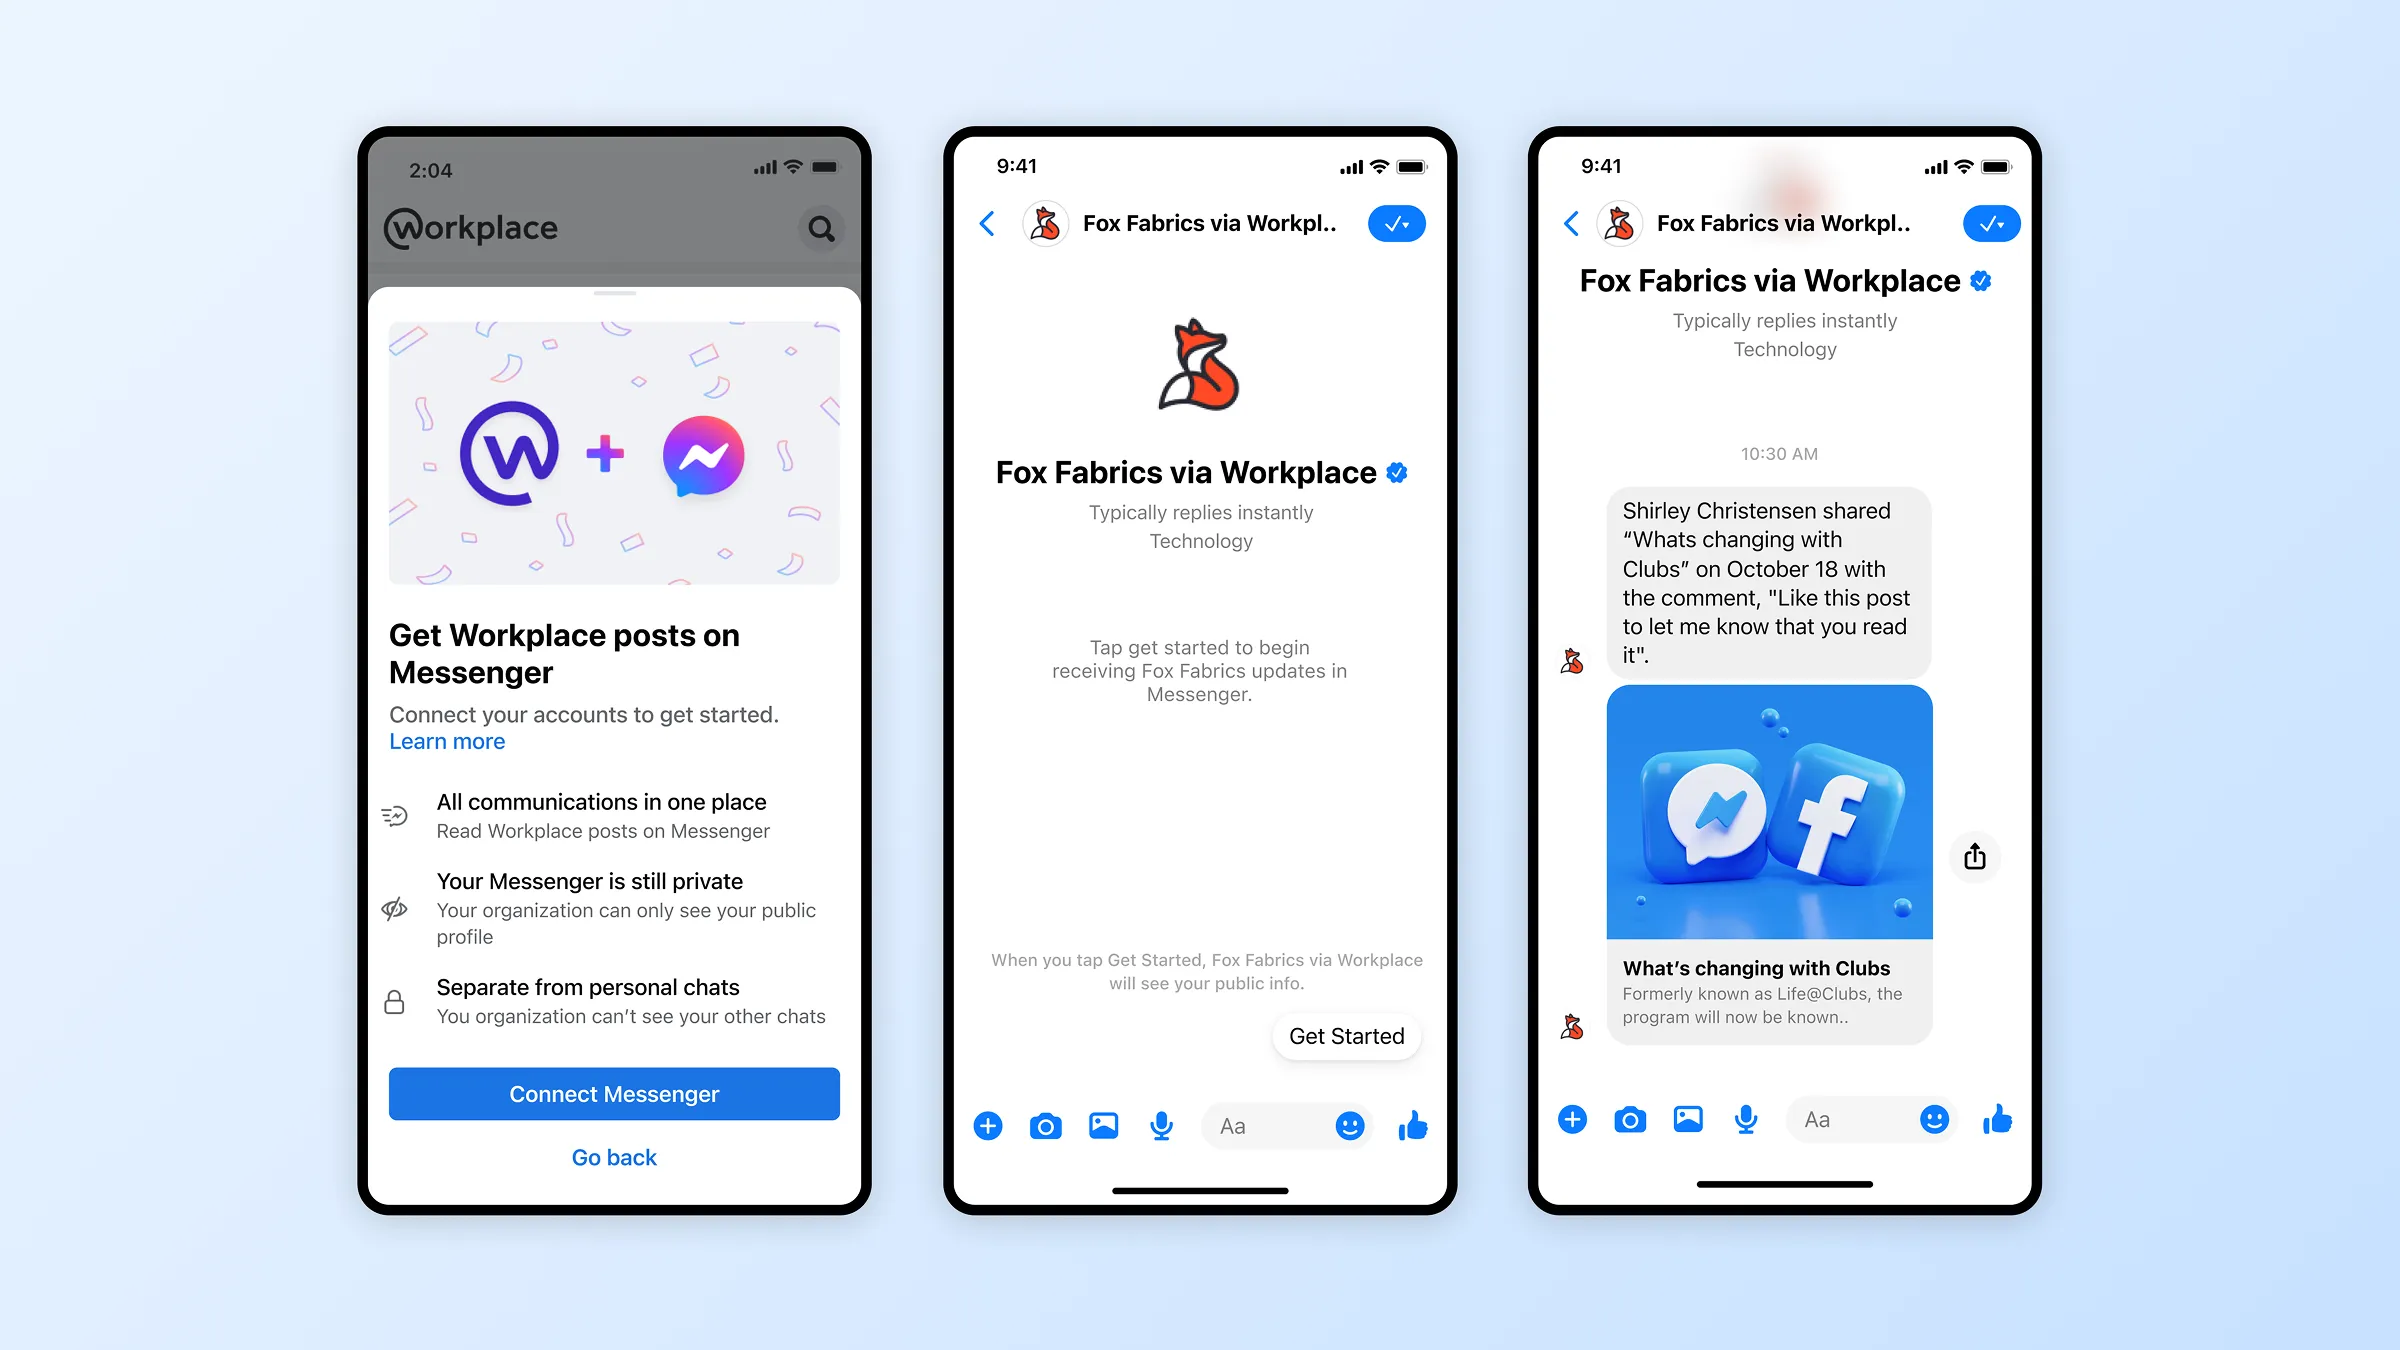 2:04
Workplace
Get Workplace posts on
Messenger
Connect your accounts to get started.
Learn more
All communications in one place
Read Workplace posts on Messenger
Your Messenger is still private
Your organization can only see your public
profile
Separate from personal chats
You organization can’t see your other chats
Connect Messenger
Go back
9:41
Fox Fabrics via Workpl..
Fox Fabrics via Workplace
Typically replies instantly
Technology
Tap get started to begin
receiving Fox Fabrics updates in
Messenger.
When you tap Get Started, Fox Fabrics via Workplace
will see your public info.
Get Started
Aa
9:41
Fox Fabrics via Workpl..
Fox Fabrics via Workplace
Typically replies instantly
Technology
10:30 AM
Shirley Christensen shared
“Whats changing with
Clubs” on October 18 with
the comment, "Like this post
to let me know that you read
it".
What’s changing with Clubs
Formerly known as Life@Clubs, the
program will now be known..
Aa